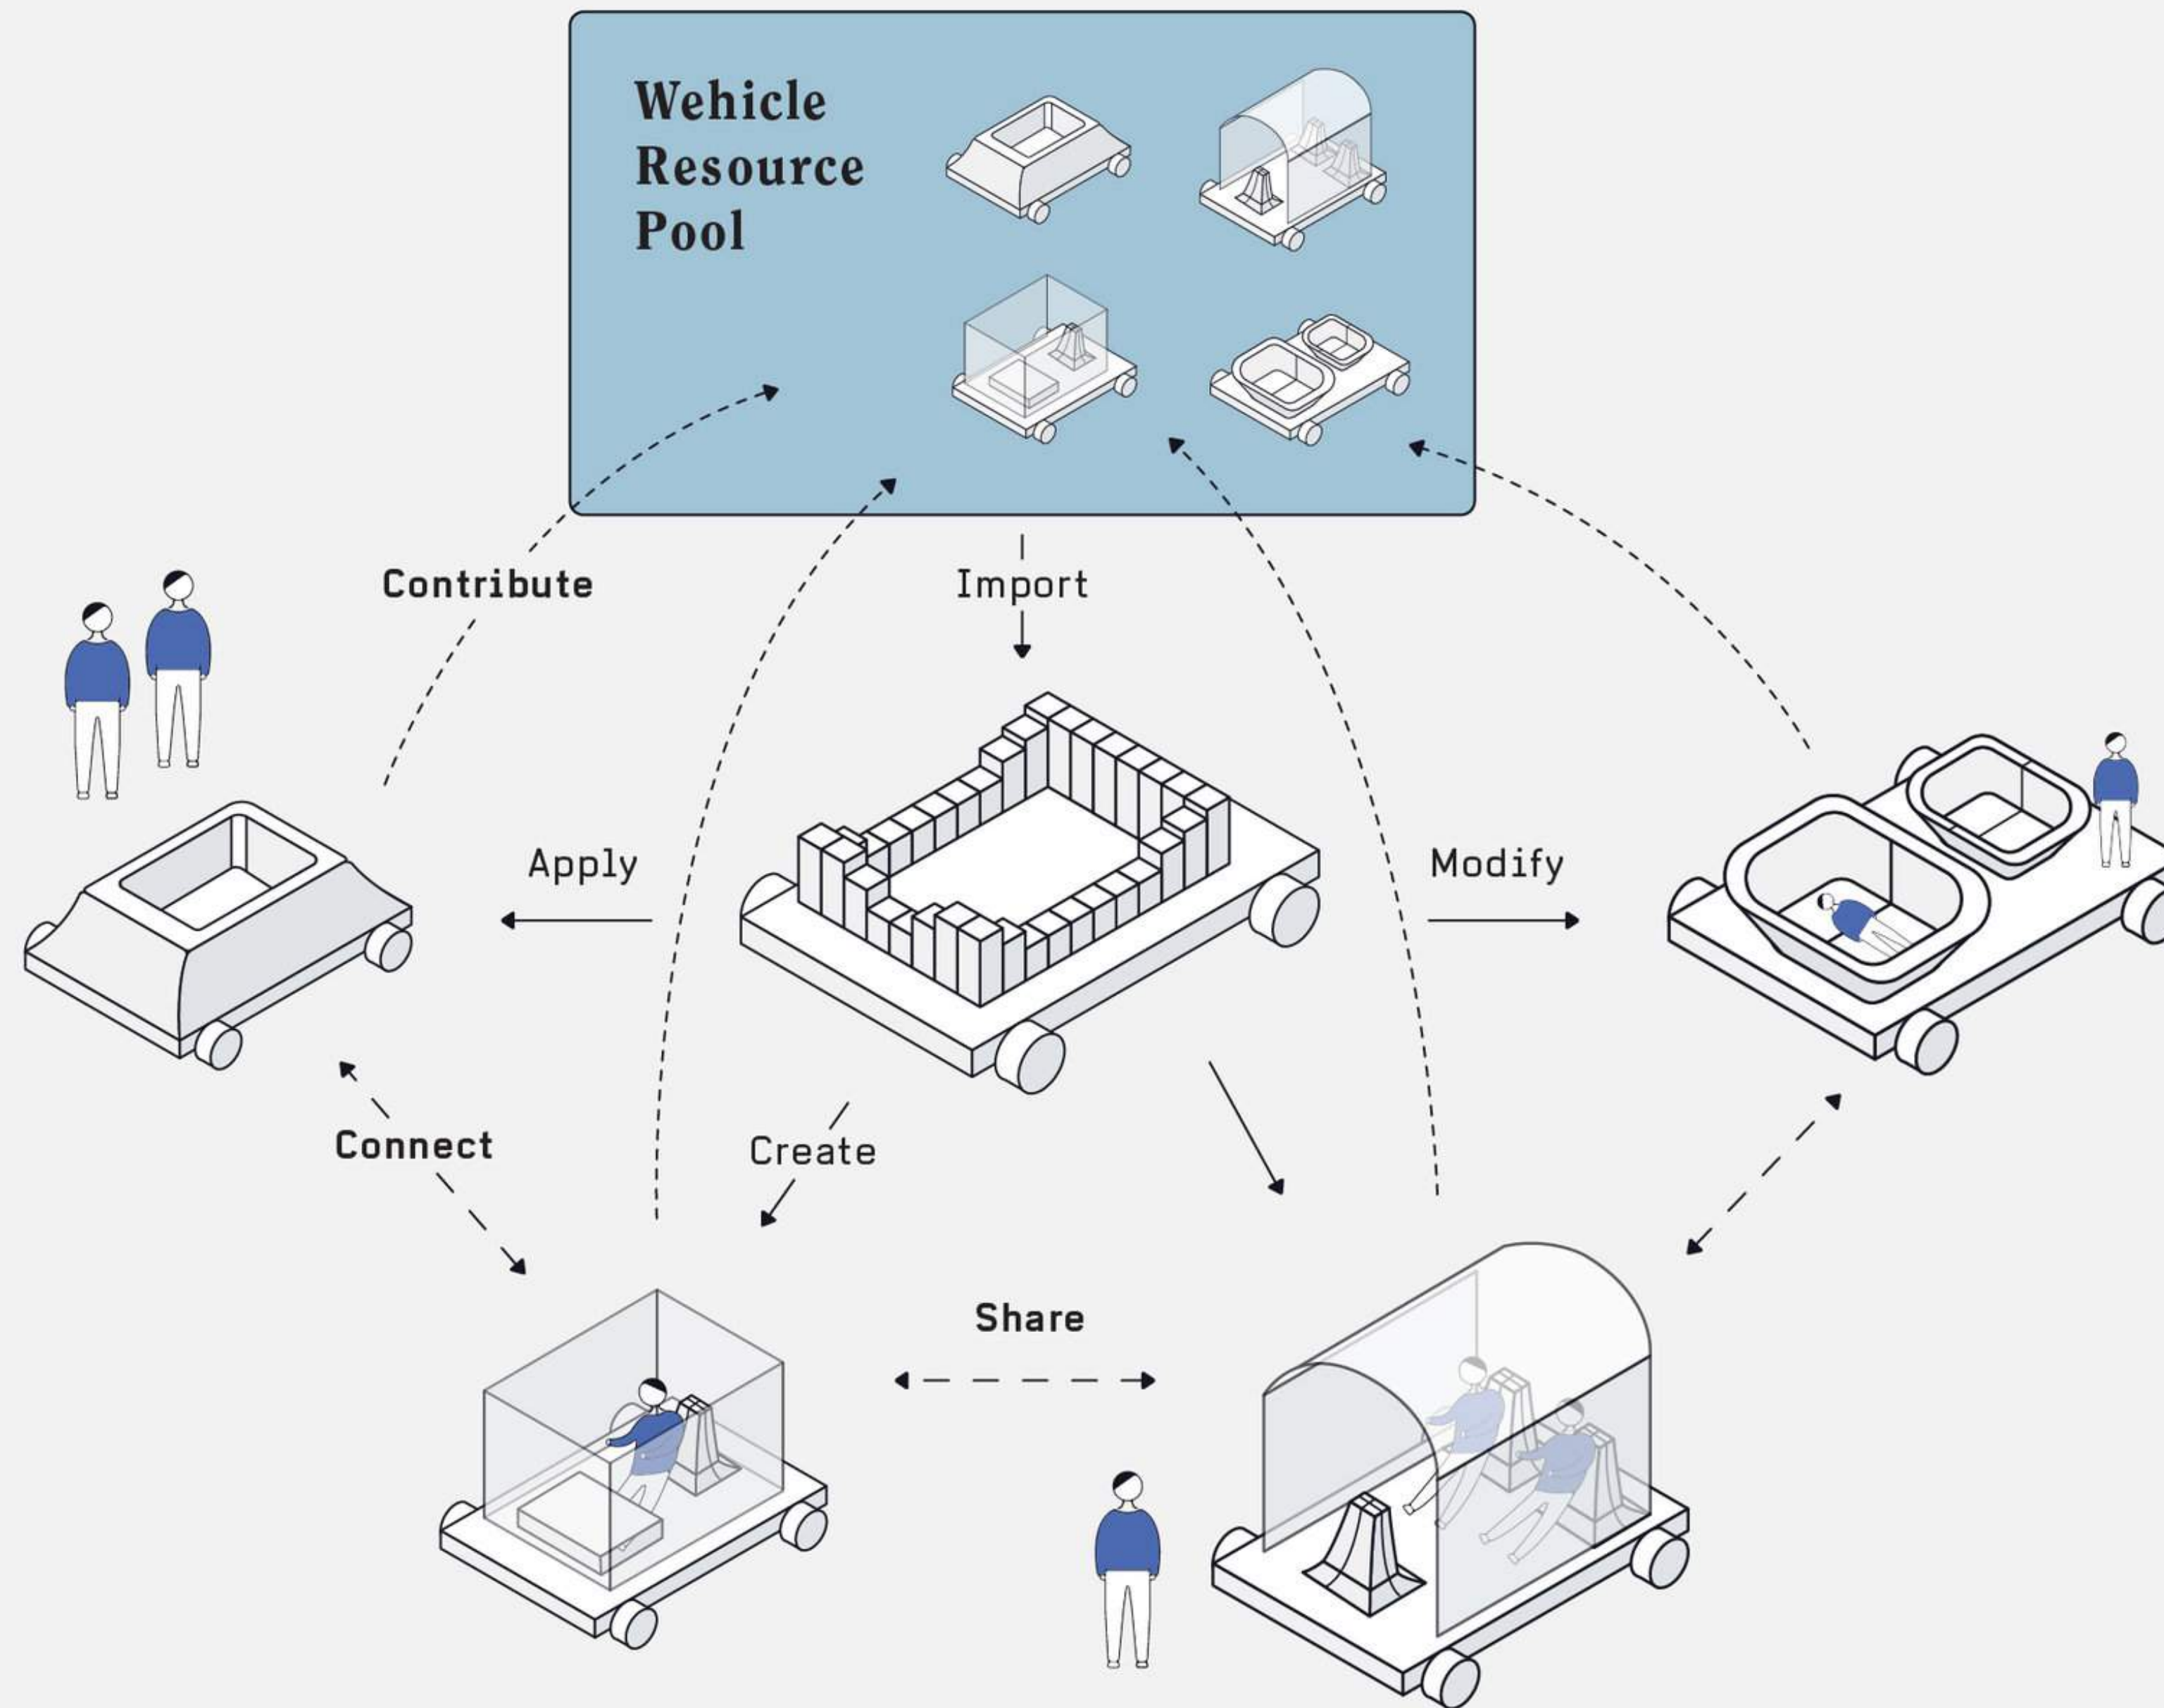 Wehicle
Resource
Pool
Contribute
Import
Apply
Modify
Connect
Create
Share